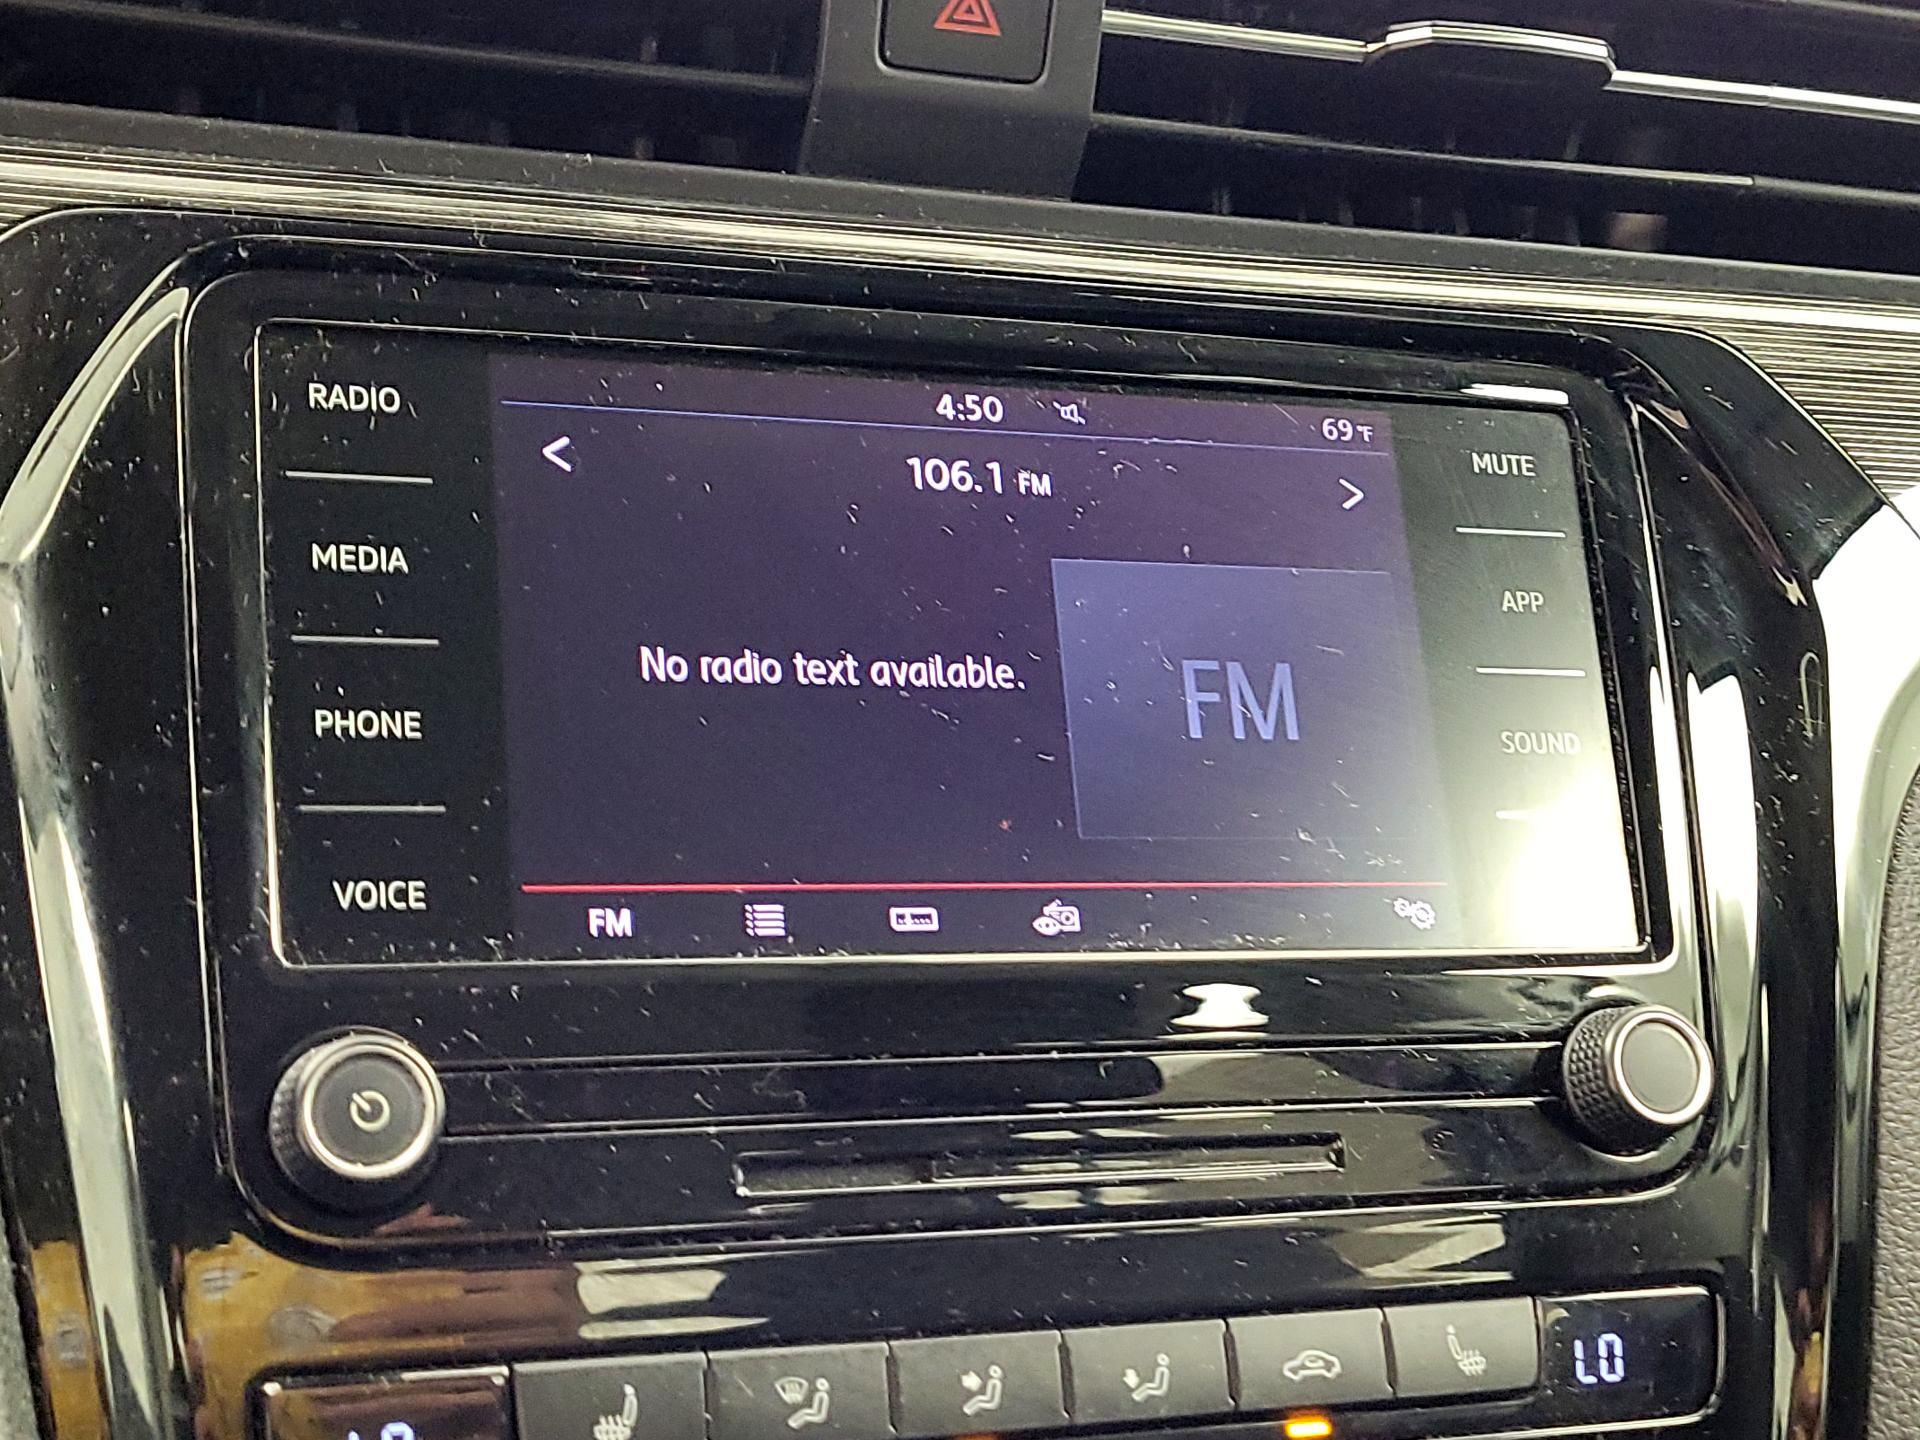 RADIO
MEDIA
PHONE
VOICE
4:50
69°F
106.1 FM
No radio text available.
FM
FM
MUTE
APP
SOUND
LO
LO